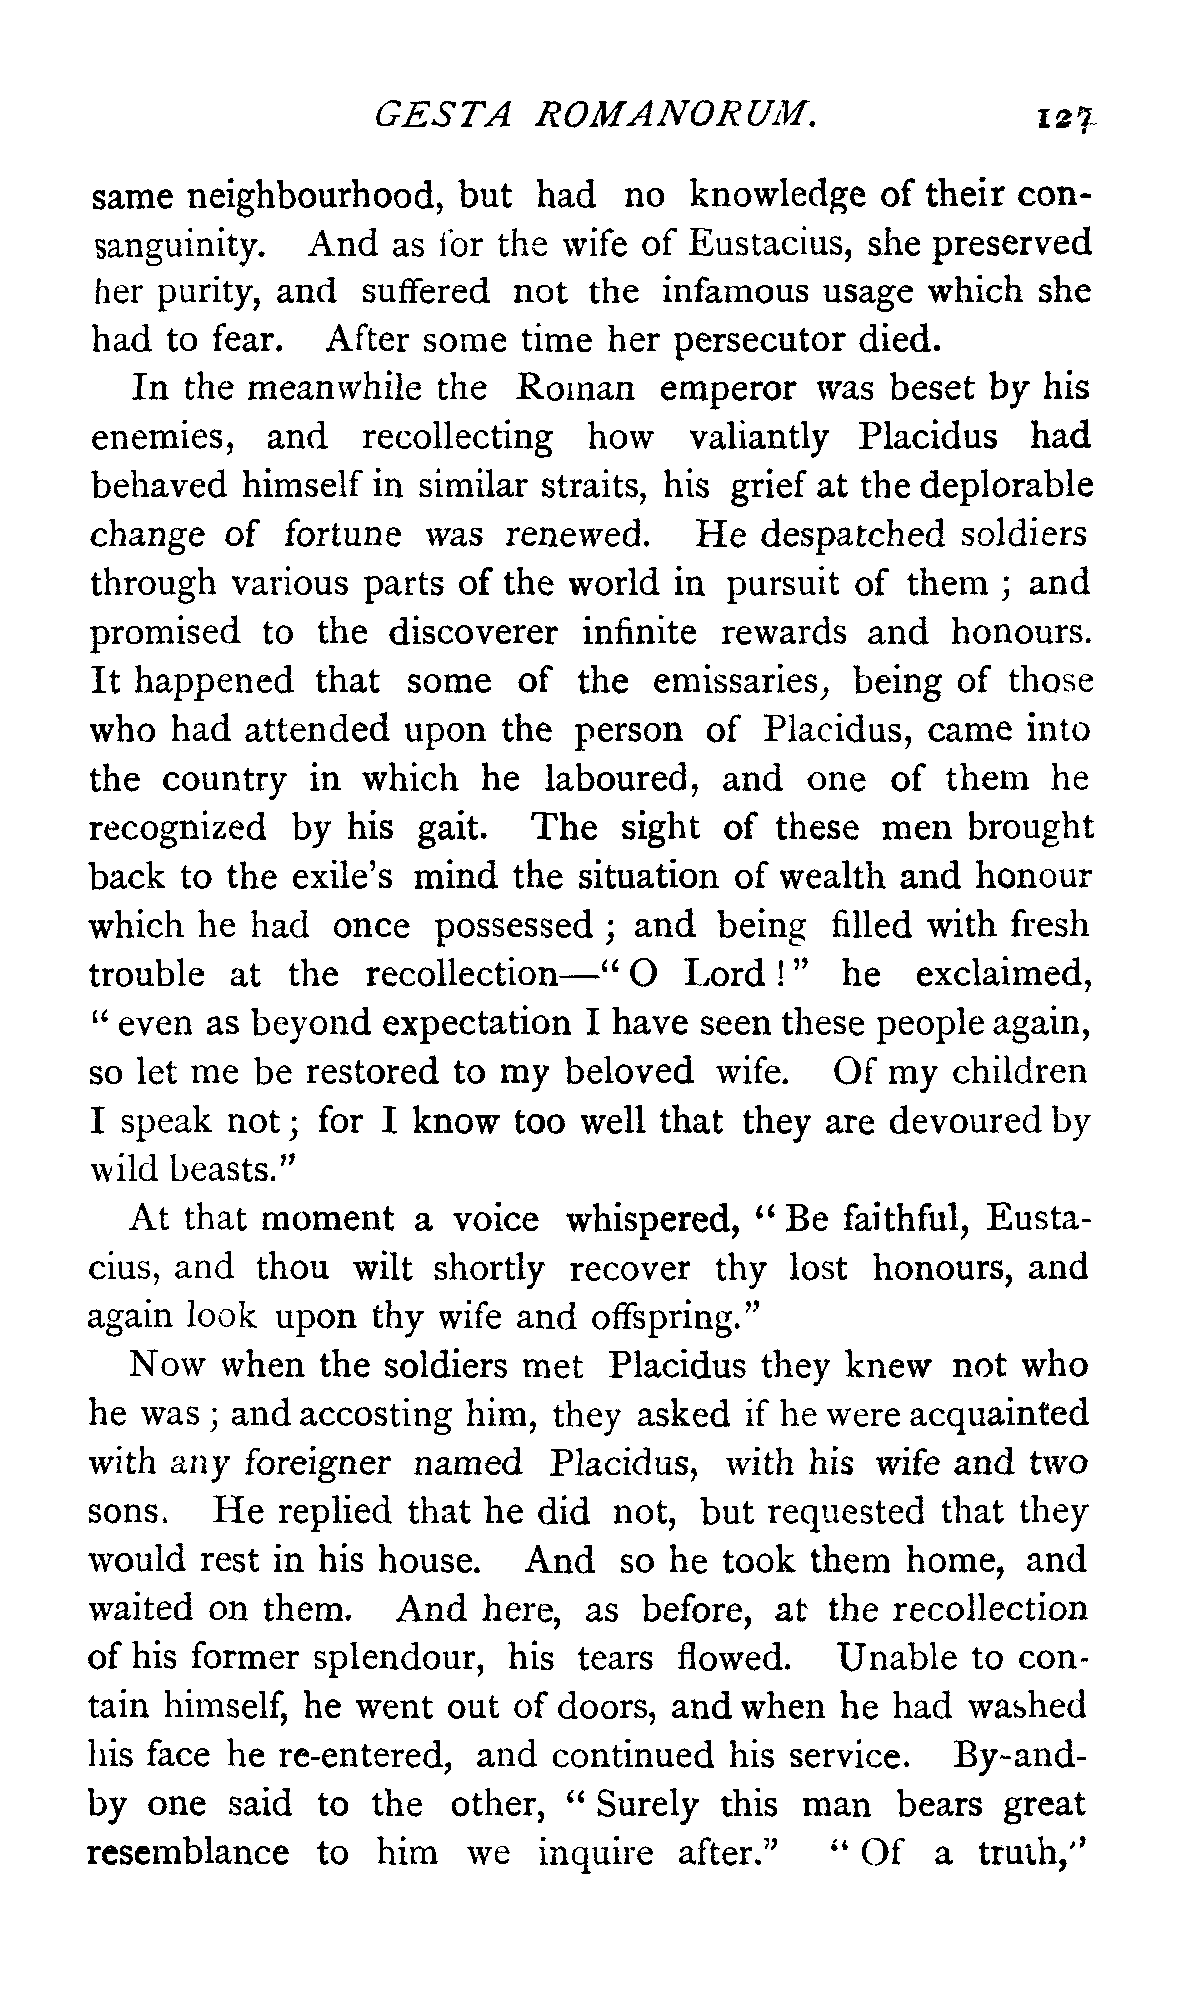 GESTA ROMANORUM. 127
same neighbourhood, but had no knowledge of their con-
sanguinity. And as for the wife of Eustacius, she preserved
her purity, and suffered not the infamous usage which she
had to fear. After some time her persecutor died.
In the meanwhile the Roman emperor was beset by his
enemies, and recollecting how valiantly Placidus had
behaved himself in similar straits, his grief at the deplorable
change of fortune was renewed. He despatched soldiers
through various parts of the world in pursuit of them ; and
promised to the discoverer infinite rewards and honours.
It happened that some of the emissaries, being of those
who had attended upon the person of Placidus, came into
the country in which he laboured, and one of them he
recognized by his gait. The sight of these men brought
back to the exile's mind the situation of wealth and honour
which he had once possessed ; and being filled with fresh
trouble at the recollection—" O Lord ! " he exclaimed,
" even as beyond expectation I have seen these people again,
so let me be restored to my beloved wife. Of my children
I speak not ; for I know too well that they are devoured by
wild beasts."
At that moment a voice whispered, " Be faithful, Eusta-
cius, and thou wilt shortly recover thy lost honours, and
again look upon thy wife and offspring."
Now when the soldiers met Placidus they knew not who
he was ; and accosting him, they asked if he were acquainted
with any foreigner named Placidus, with his wife and two
sons. He replied that he did not, but requested that they
would rest in his house. And so he took them home, and
waited on them. And here, as before, at the recollection
of his former splendour, his tears flowed. Unable to con-
tain himself, he went out of doors, and when he had washed
his face he re-entered, and continued his service. By-and-
by one said to the other, " Surely this man bears great
resemblance to him we inquire after." " Of a truth,"